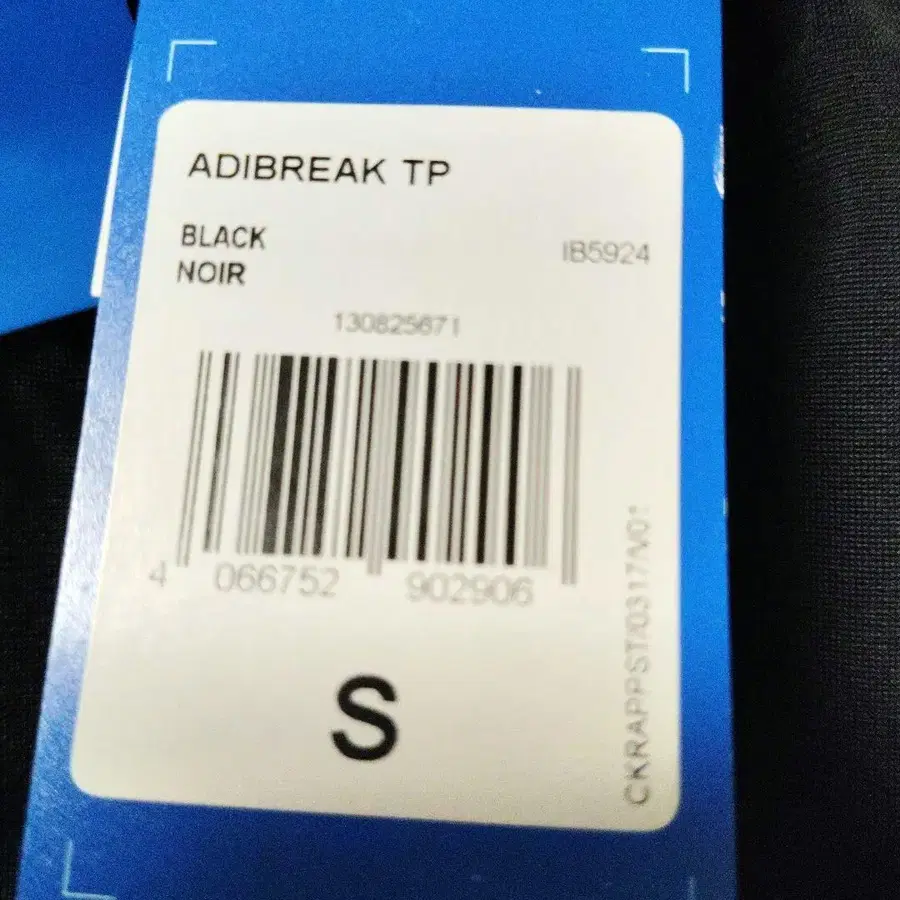 ADIBREAK TP
BLACK
NOIR
IB5924
130825671
4 066752 902906
S
CKRAPPST/0317/V01